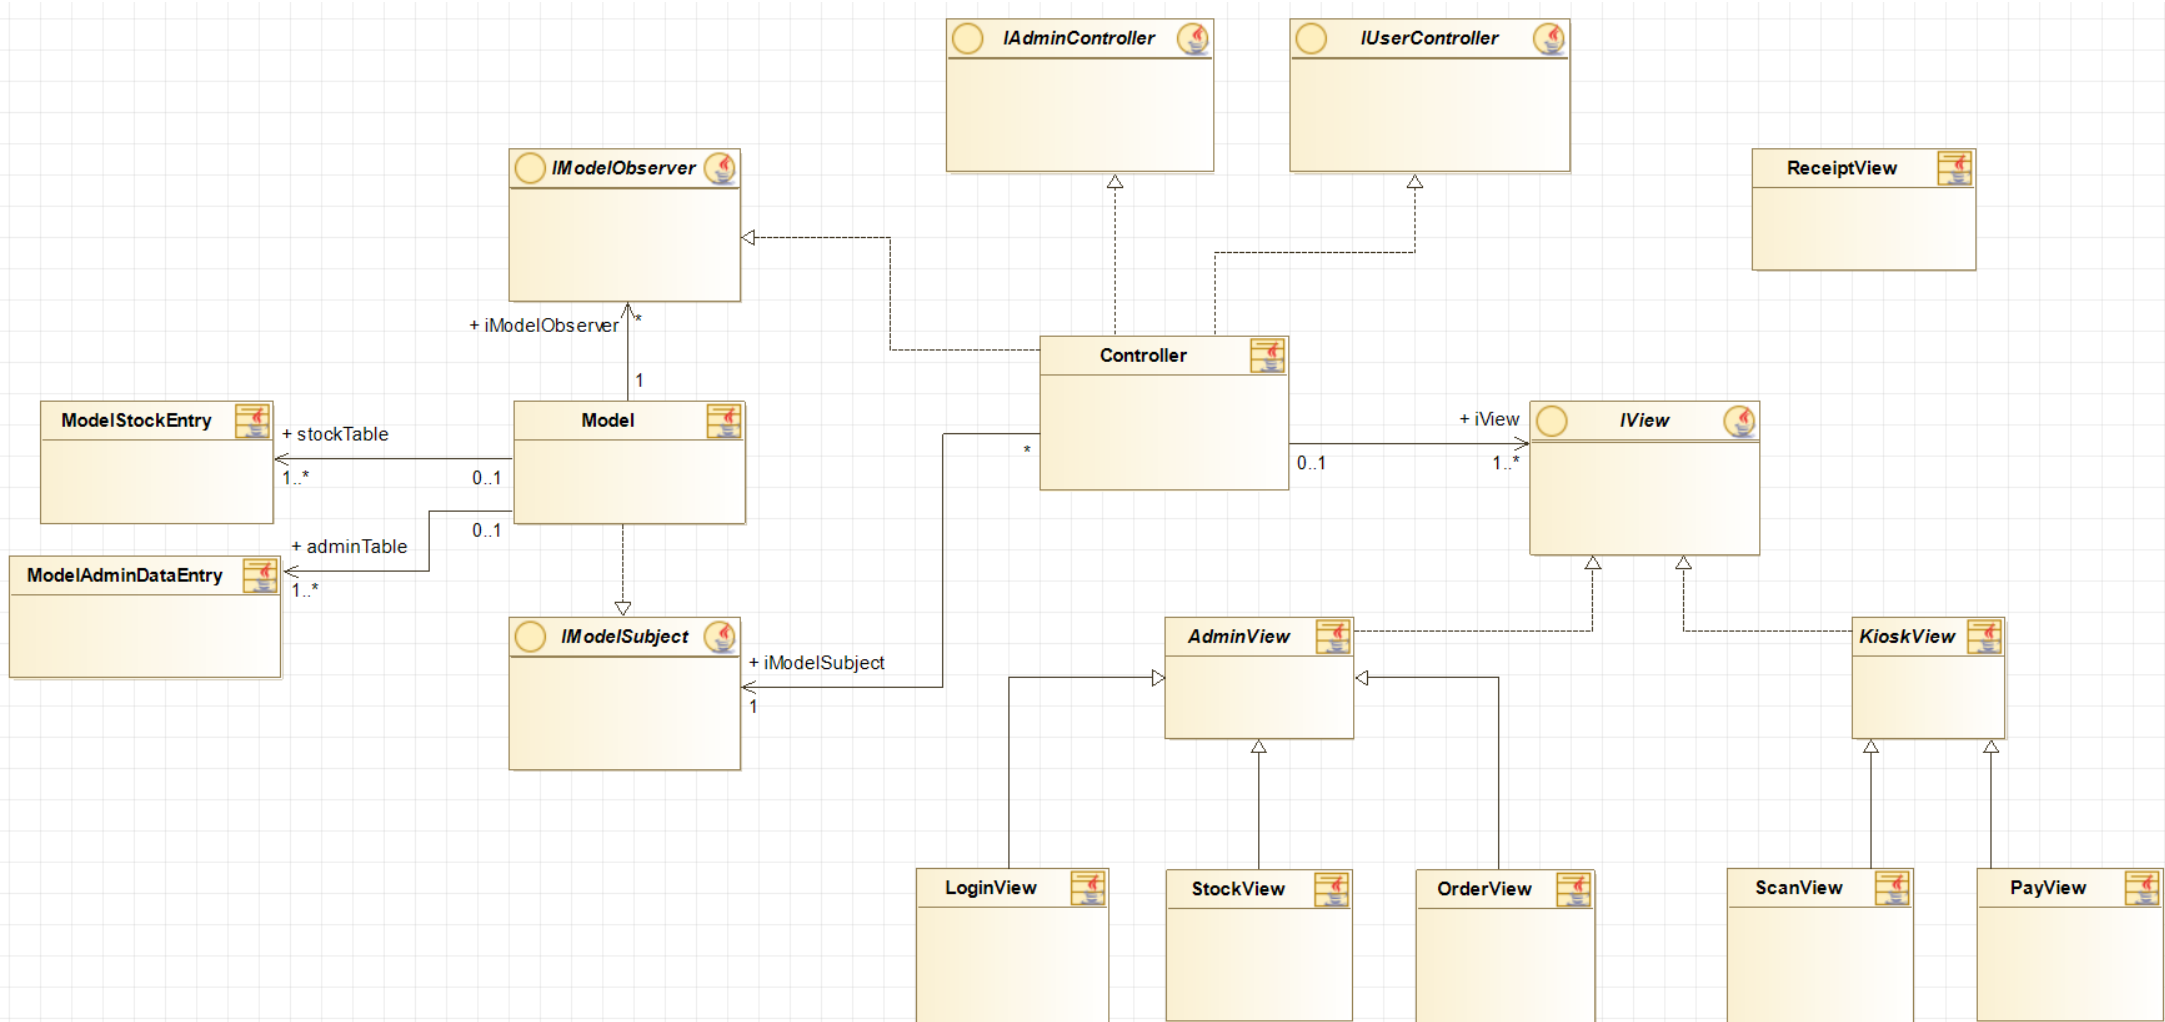 IAdminController
IUserController
IModelObserver
ReceiptView
+ iModelObserver
*
1
Controller
ModelStockEntry
+ stockTable
1..*
0..1
Model
*
0..1
+ iView
1..*
IView
ModelAdminDataEntry
+ adminTable
1..*
0..1
IModelSubject
+ iModelSubject
1
AdminView
KioskView
LoginView
StockView
OrderView
ScanView
PayView